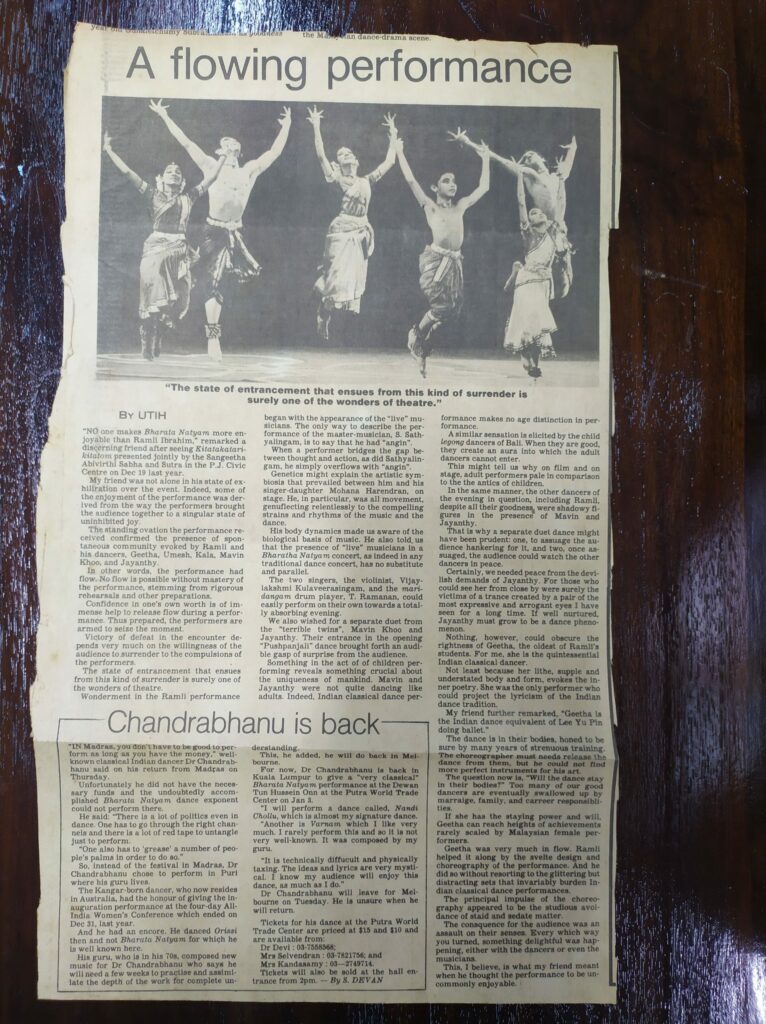 the Malaysian dance-drama scene.
A flowing performance
"The state of entrancement that ensues from this kind of surrender is
surely one of the wonders of theatre."
By UTIH
"NO one makes Bharata Natyam more en-
joyable than Ramli Ibrahim," remarked a
discerning friend after seeing Kitatakatari-
kitatom presented jointly by the Sangeetha
Abivirthi Sabha and Sutra in the P.J. Civic
Centre on Dec 19 last year.
My friend was not alone in his state of ex-
hiliration over the event. Indeed, some of
the enjoyment of the performance was der-
ived from the way the performers brought
the audience together to a singular state of
uninhibited joy.
The standing ovation the performance re-
ceived confirmed the presence of spon-
taneous community evoked by Ramli and
his dancers, Geetha, Umesh, Kala, Mavin
Khoo, and Jayanthy.
In other words, the performance had
flow. No flow is possible without mastery of
the performance, stemming from rigorous
rehearsals and other preparations.
Confidence in one's own worth is of im-
mense help to release flow during a perfor-
mance. Thus prepared, the performers are
armed to seize the moment.
Victory of defeat in the encounter de-
pends very much on the willingness of the
audience to surrender to the compulsions of
the performers.
The state of entrancement that ensues
from this kind of surrender is surely one of
the wonders of theatre.
Wonderment in the Ramli performance
began with the appearance of the "live" mu-
sicians. The only way to describe the per-
formance of the master-musician, S. Sath-
yalingam, is to say that he had "angin".
When a performer bridges the gap bet-
ween thought and action, as did Sathyalin-
gam, he simply overflows with "angin".
Genetics might explain the artistic sym-
biosis that prevailed between him and his
singer-daughter Mohana Harendran, on
stage. He, in particular, was all movement,
genuflecting relentlessly to the compelling
strains and rhythms of the music and the
dance.
His body dynamics made us aware of the
biological basis of music. He also told us
that the presence of "live" musicians in a
Bharatha Natyam concert, as indeed in any
traditional dance concert, has no substitute
and parallel.
The two singers, the violinist, Vijay-
lakshmi Kulaveerasingam, and the mari-
dangam drum player, T. Ramanan, could
easily perform on their own towards a total-
ly absorbing evening.
We also wished for a separate duet from
the "terrible twins", Mavin Khoo and
Jayanthy. Their entrance in the opening
"Pushpanjali" dance brought forth an audi-
ble gasp of surprise from the audience.
Something in the act of children per-
forming reveals something crucial about
the uniqueness of mankind. Mavin and
Jayanthy were not quite dancing like
adults. Indeed, Indian classical dance per-
formance makes no age distinction in per-
formance.
A similar sensation is elicited by the child
legong dancers of Bali. When they are good,
they create an aura into which the adult
dancers cannot enter.
This might tell us why on film and on
stage, adult performers pale in comparison
to the the antics of children.
In the same manner, the other dancers of
the evening in question, including Ramli,
despite all their goodness, were shadowy fi-
gures in the presence of Mavin and
Jayanthy.
That is why a separate duet dance might
have been prudent: one, to assuage the au-
dience hankering for it, and two, once as-
suaged, the audience could watch the other
dancers in peace.
Certainly, we needed peace from the de-
vilish demands of Jayanthy. For those who
could see her from close by were surely the
victims of a trance created by a pair of the
most expressive and arrogant eyes I have
seen for a long time. If well nurtured,
Jayanthy must grow to be a dance pheno-
menon.
Nothing, however, could obscure the
rightness of Geetha, the oldest of Ramli's
students. For me, she is the quintessential
Indian classical dancer.
Not least because her lithe, supple and
understated body and form, evokes the in-
ner poetry. She was the only performer who
could project the lyricism of the Indian
dance tradition.
My friend further remarked, "Geetha is
the Indian dance equivalent of Lee Yu Pin
doing ballet."
The dance is in their bodies, honed to be
sure by many years of strenuous training.
The choreographer must needs release the
dance from them, but he could not find
more perfect instruments for his art.
The question now is, "Will the dance stay
in their bodies?" Too many of our good
dancers are eventually swallowed up by
marraige, family, and carreer responsibili-
ties.
If she has the staying power and will,
Geetha can reach heights of achievements
rarely scaled by Malaysian female per-
formers.
Geetha was very much in flow. Ramli
helped it along by the svelte design and
choreography of the performance. And he
did so without resorting to the glittering but
distracting sets that invariably burden In-
dian classical dance performances.
The principal impulse of the choreo-
graphy appeared to be the studious avoi-
dance of staid and sedate matter.
The conquence for the audience was an
assault on their senses. Every which way
you turned, something delightful was hap-
pening, either with the dancers or even the
musicians.
This, I believe, is what my friend meant
when he thought the performance to be un-
commonly enjoyable.
Chandrabhanu is back
"IN Madras, you don't have to be good to per-
form as long as you have the money," well-
known classical Indian dancer Dr Chandrab-
hanu said on his return from Madras on
Thursday.
Unfortunately he did not have the neces-
sary funds and the undoubtedly accom-
plished Bharata Natyam dance exponent
could not perform there.
He said: "There is a lot of politics even in
dance. One has to go through the right chan-
nels and there is a lot of red tape to untangle
just to perform.
"One also has to 'grease' a number of peo-
ple's palms in order to do so."
So, instead of the festival in Madras, Dr
Chandrabhanu chose to perform in Puri
where his guru lives.
The Kangar-born dancer, who now resides
in Australia, had the honour of giving the in-
auguration performance at the four-day All-
India Women's Conference which ended on
Dec 31, last year.
And he had an encore. He danced Orissi
then and not Bharata Natyam for which he
is well known here.
His guru, who is in his 70s, composed new
music for Dr Chandrabhanu who says he
will need a few weeks to practise and assimi-
late the depth of the work for complete un-
derstanding.
This, he added, he will do back in Mel-
bourne.
For now, Dr Chandrabhanu is back in
Kuala Lumpur to give a "very classical"
Bharata Natyam performance at the Dewan
Tun Hussein Onn at the Putra World Trade
Center on Jan 3.
"I will perform a dance called, Nandi
Chollu, which is almost my signature dance.
"Another is Varnam which I like very
much. I rarely perform this and so it is not
very well-known. It was composed by my
guru.
"It is technically diffucult and physically
taxing. The ideas and lyrics are very mysti-
cal. I know my audience will enjoy this
dance, as much as I do."
Dr Chandrabhanu will leave for Mel-
bourne on Tuesday. He is unsure when he
will return.
Tickets for his dance at the Putra World
Trade Center are priced at $15 and $10 and
are available from:
Dr Devi : 03-7558568;
Mrs Selvendran : 03-7821756; and
Mrs Kandasamy : 03—2749714.
Tickets will also be sold at the hall en-
trance from 2pm. — By S. DEVAN